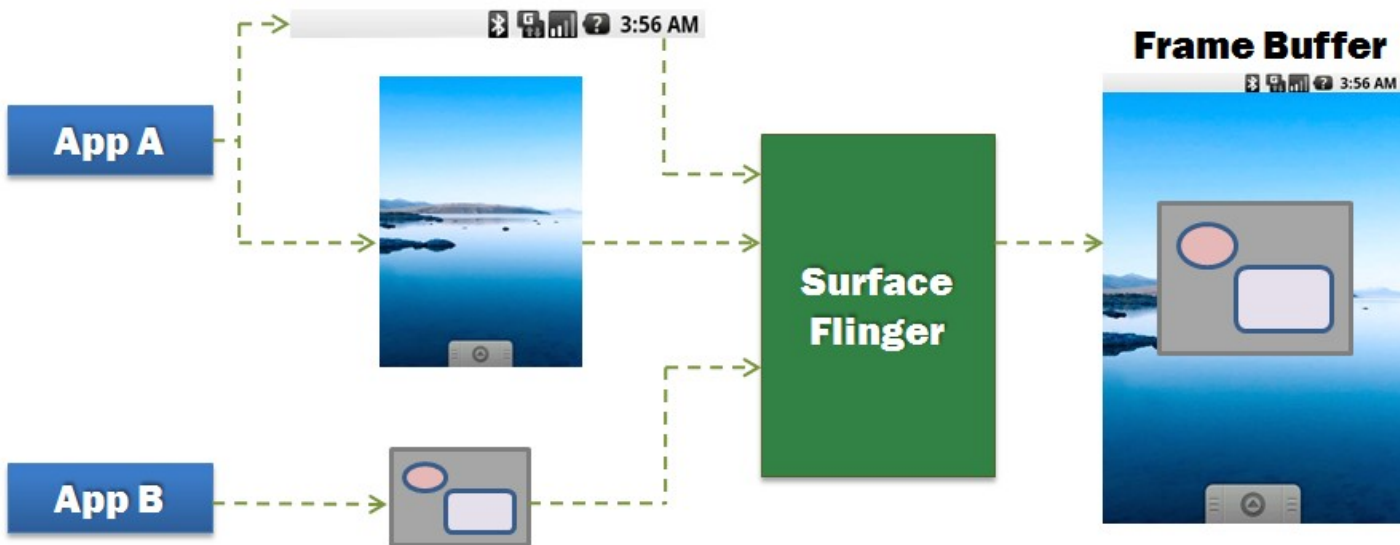 3:56 AM
Frame Buffer
G 3:56 AM
App A
Surface
Flinger
App B